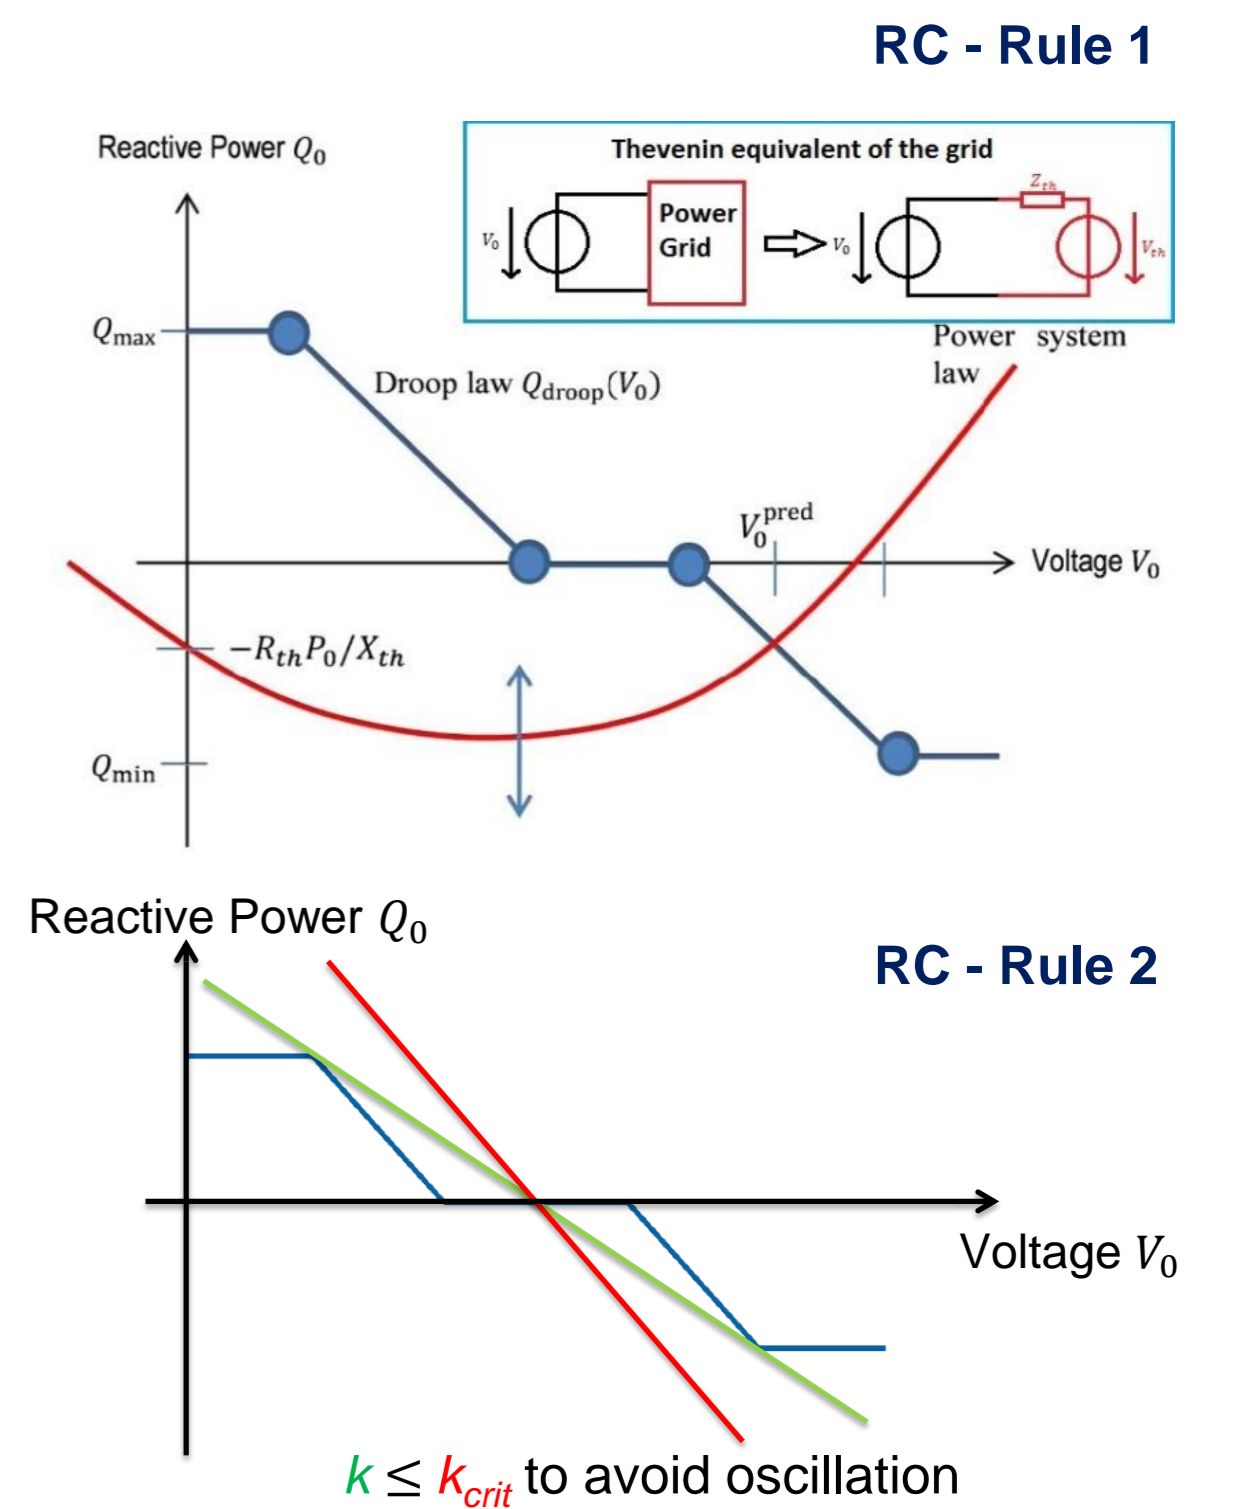 RC - Rule 1
Reactive Power Q₀
Thevenin equivalent of the grid
V₀
Power
Grid
V₀
Zₜₕ
Vₜₕ
Power system
law
Qmax
Droop law Qdroop(V₀)
V₀pred
Voltage V₀
−RₜₕP₀/Xₜₕ
Qmin
Reactive Power Q₀
RC - Rule 2
Voltage V₀
k ≤ kcrit to avoid oscillation